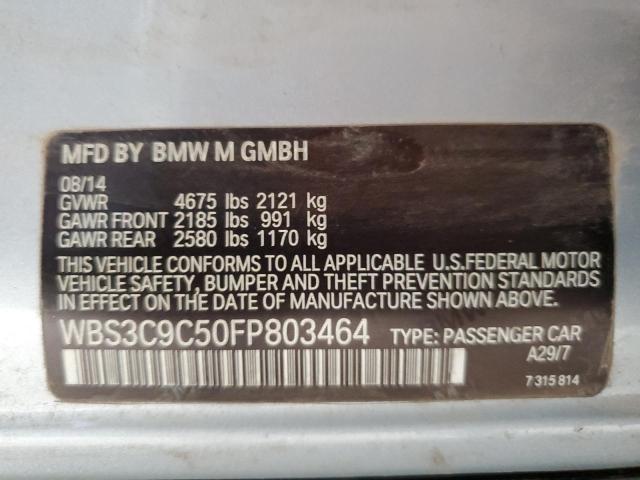 MFD BY BMW M GMBH
08/14
GVWR 4675 lbs 2121 kg
GAWR FRONT 2185 lbs 991 kg
GAWR REAR 2580 lbs 1170 kg
THIS VEHICLE CONFORMS TO ALL APPLICABLE U.S.FEDERAL MOTOR
VEHICLE SAFETY, BUMPER AND THEFT PREVENTION STANDARDS
IN EFFECT ON THE DATE OF MANUFACTURE SHOWN ABOVE.
WBS3C9C50FP803464 TYPE: PASSENGER CAR
A29/7
7 315 814